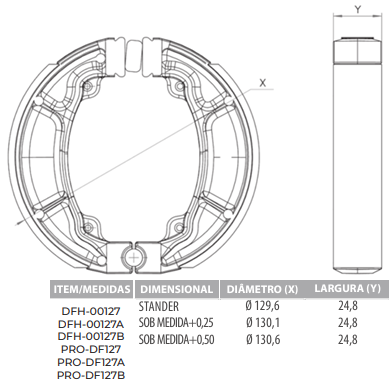 Y
X
ITEM/MEDIDAS DIMENSIONAL DIÂMETRO (X) LARGURA (Y)
DFH-00127 STANDER Ø 129,6 24,8
DFH-00127A SOB MEDIDA+0,25 Ø 130,1 24,8
DFH-00127B SOB MEDIDA+0,50 Ø 130,6 24,8
PRO-DF127
PRO-DF127A
PRO-DF127B